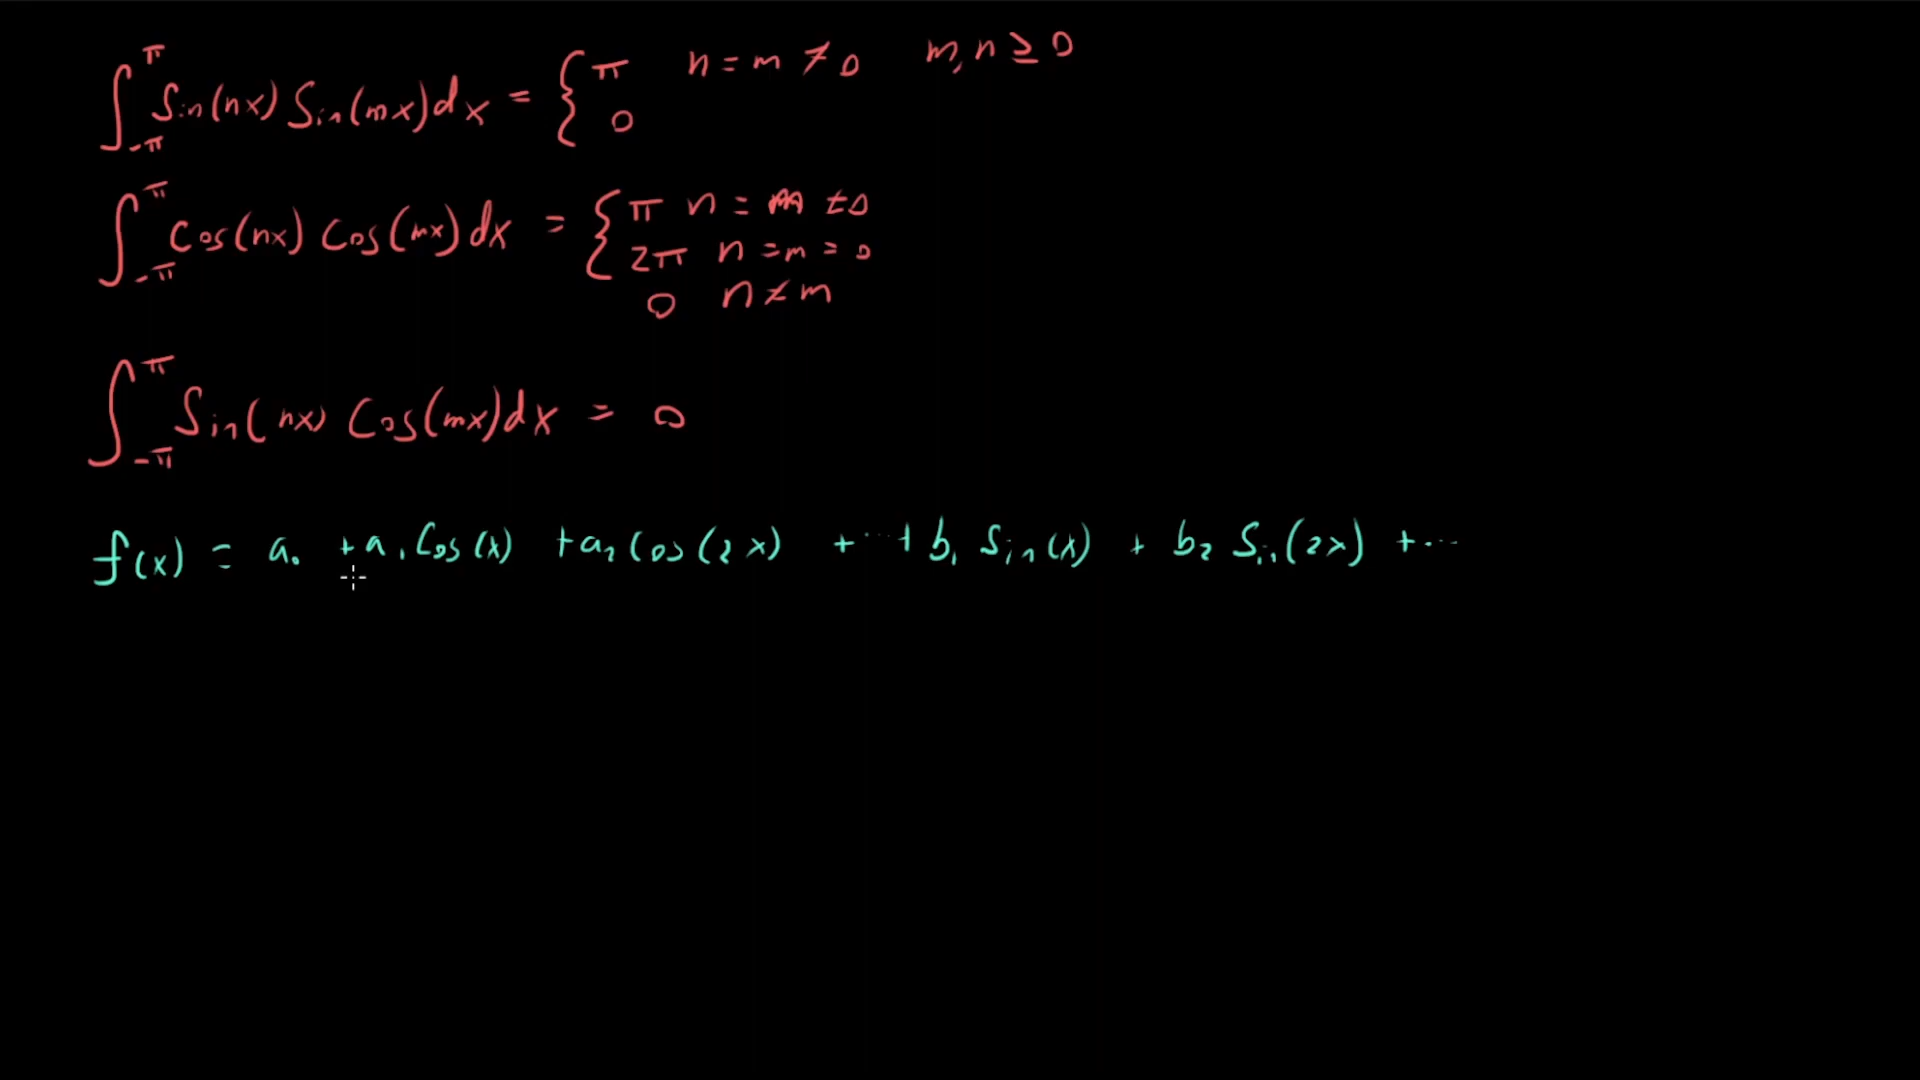 ∫_{-π}^{π} Sin(nx) Sin(mx) dx = { π n = m ≠ 0 m, n ≥ 0
0
∫_{-π}^{π} Cos(nx) Cos(mx) dx = { π n = m ≠ 0
2π n = m = 0
0 n ≠ m
∫_{-π}^{π} Sin(nx) Cos(mx) dx = 0
f(x) = a₀ + a₁ Cos(x) + a₂ Cos(2x) + ⋯ + b₁ Sin(x) + b₂ Sin(2x) + ⋯